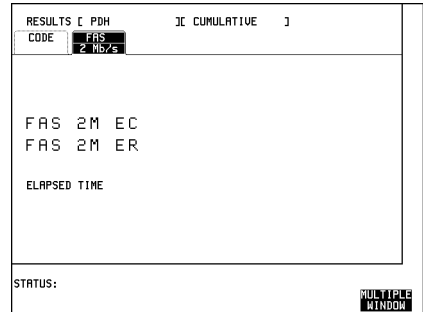 RESULTS [ PDH ][ CUMULATIVE ]
CODE FAS
2 Mb/s
FAS 2M EC
FAS 2M ER
ELAPSED TIME
STATUS:
MULTIPLE
WINDOW